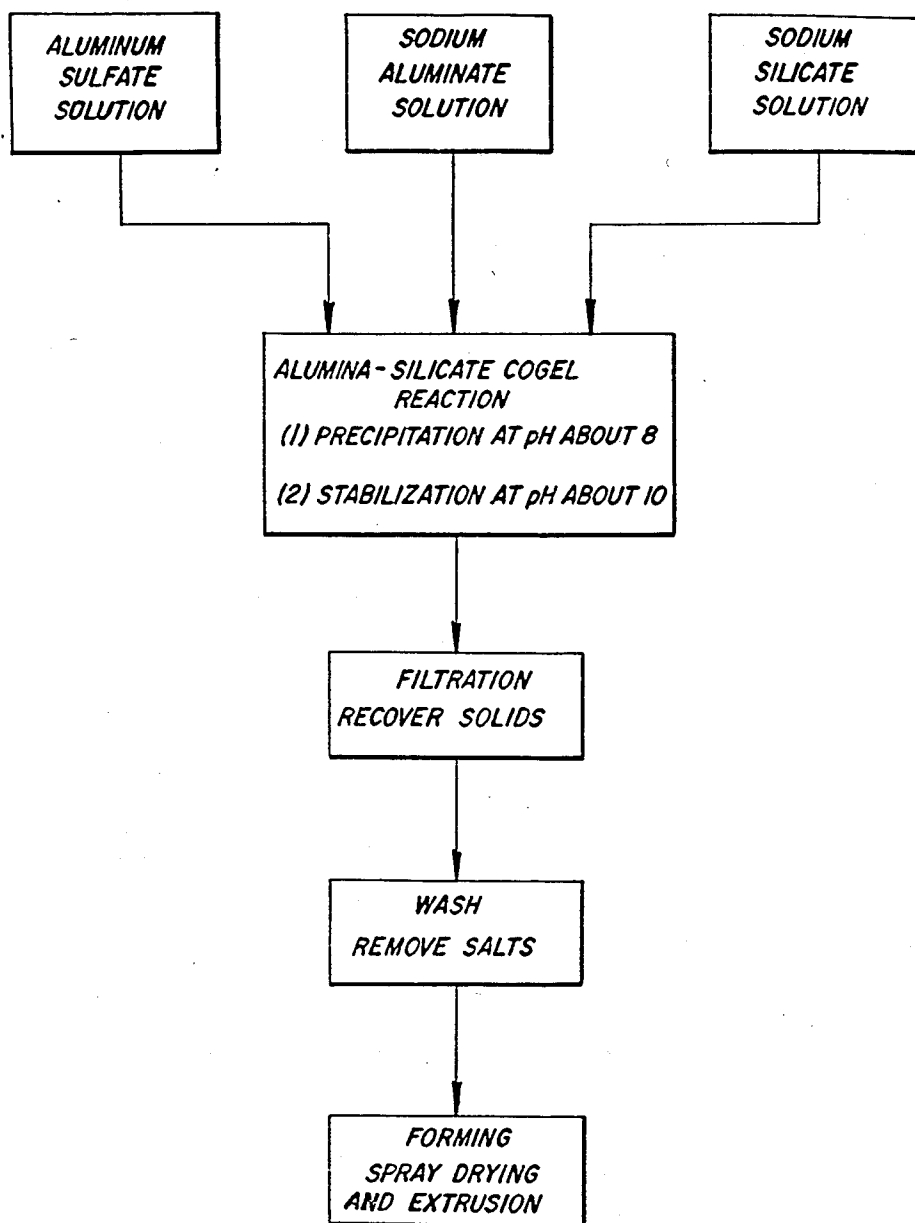 ALUMINUM
SULFATE
SOLUTION
SODIUM
ALUMINATE
SOLUTION
SODIUM
SILICATE
SOLUTION
ALUMINA-SILICATE COGEL
REACTION
(1) PRECIPITATION AT pH ABOUT 8
(2) STABILIZATION AT pH ABOUT 10
FILTRATION
RECOVER SOLIDS
WASH
REMOVE SALTS
FORMING
SPRAY DRYING
AND EXTRUSION